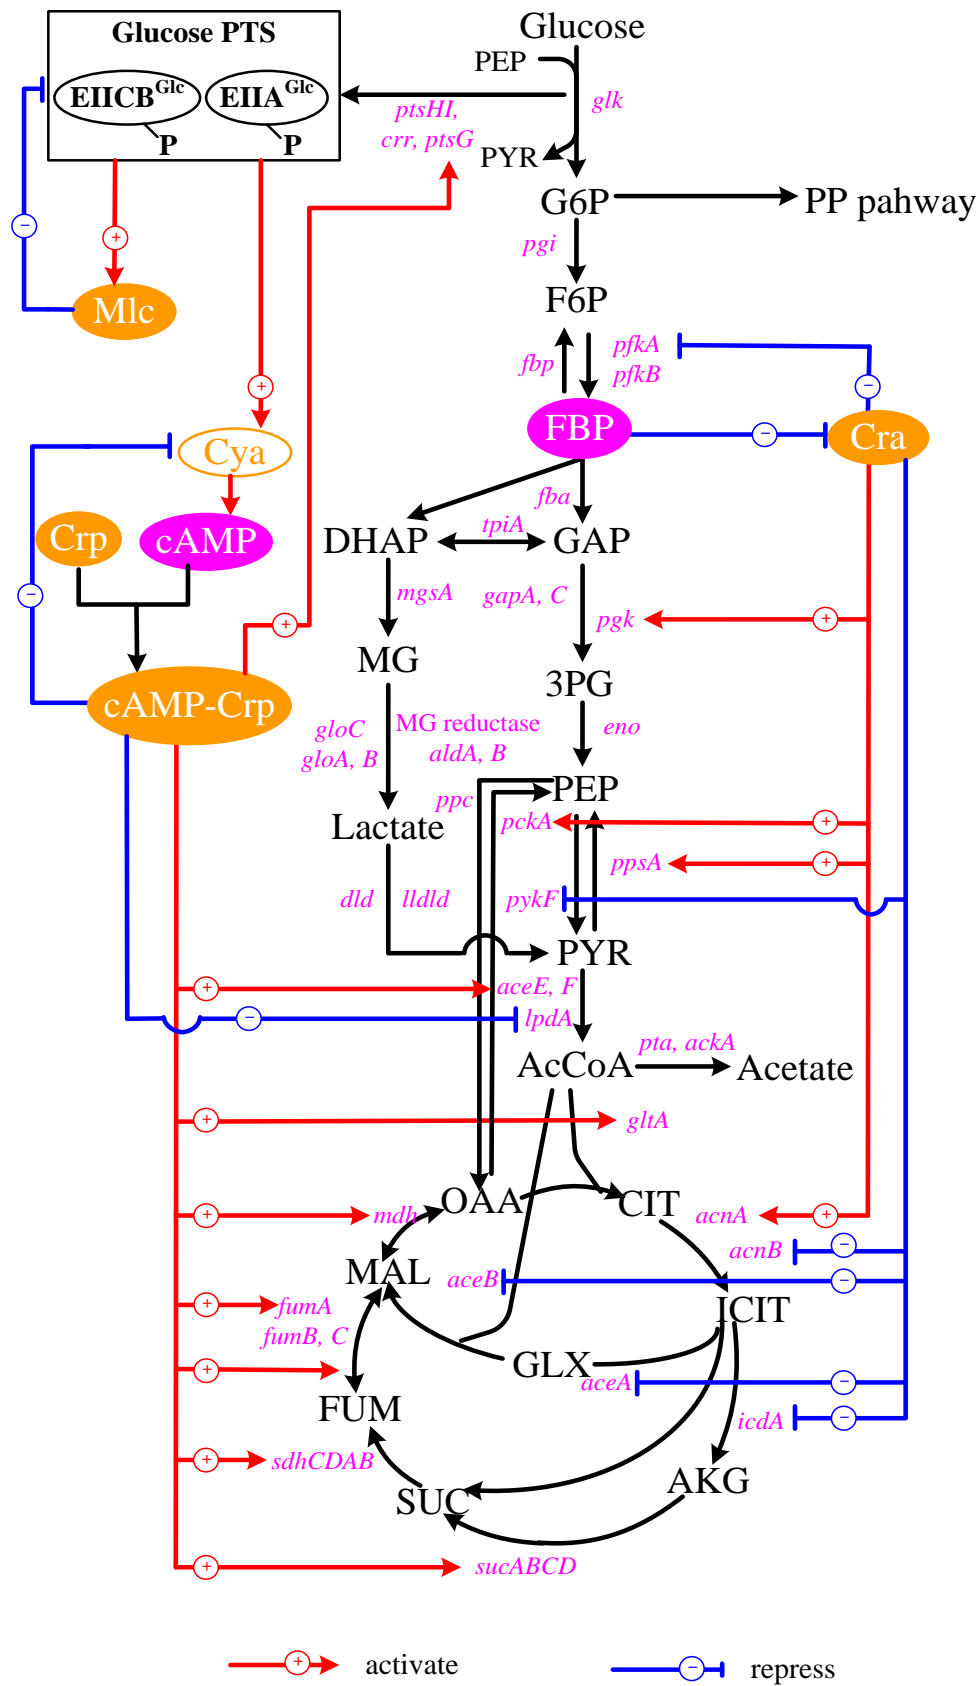 Glucose PTS
EIICB^Glc
EIIA^Glc
P
P
Glucose
PEP
glk
ptsHI,
crr, ptsG
PYR
G6P
PP pahway
pgi
Mlc
F6P
fbp
pfkA
pfkB
FBP
Cra
Cya
fba
tpiA
Crp
cAMP
DHAP
GAP
mgsA
gapA, C
pgk
MG
3PG
cAMP-Crp
gloC
gloA, B
MG reductase
aldA, B
eno
ppc
PEP
pckA
Lactate
ppsA
dld
lldld
pykF
PYR
aceE, F
lpdA
AcCoA
pta, ackA
Acetate
gltA
OAA
CIT
mdh
acnA
acnB
MAL
aceB
ICIT
fumA
fumB, C
GLX
aceA
FUM
icdA
sdhCDAB
SUC
AKG
sucABCD
+ activate
− repress